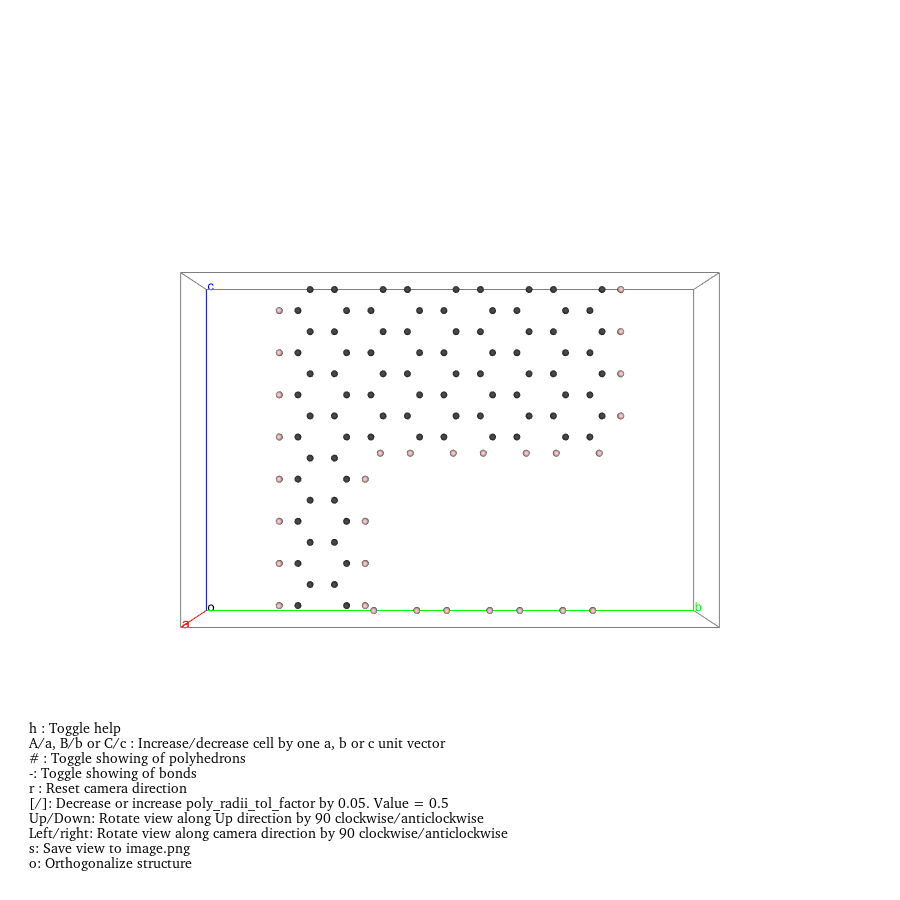 c
o
b
a
h : Toggle help
A/a, B/b or C/c : Increase/decrease cell by one a, b or c unit vector
# : Toggle showing of polyhedrons
-: Toggle showing of bonds
r : Reset camera direction
[/]: Decrease or increase poly_radii_tol_factor by 0.05. Value = 0.5
Up/Down: Rotate view along Up direction by 90 clockwise/anticlockwise
Left/right: Rotate view along camera direction by 90 clockwise/anticlockwise
s: Save view to image.png
o: Orthogonalize structure